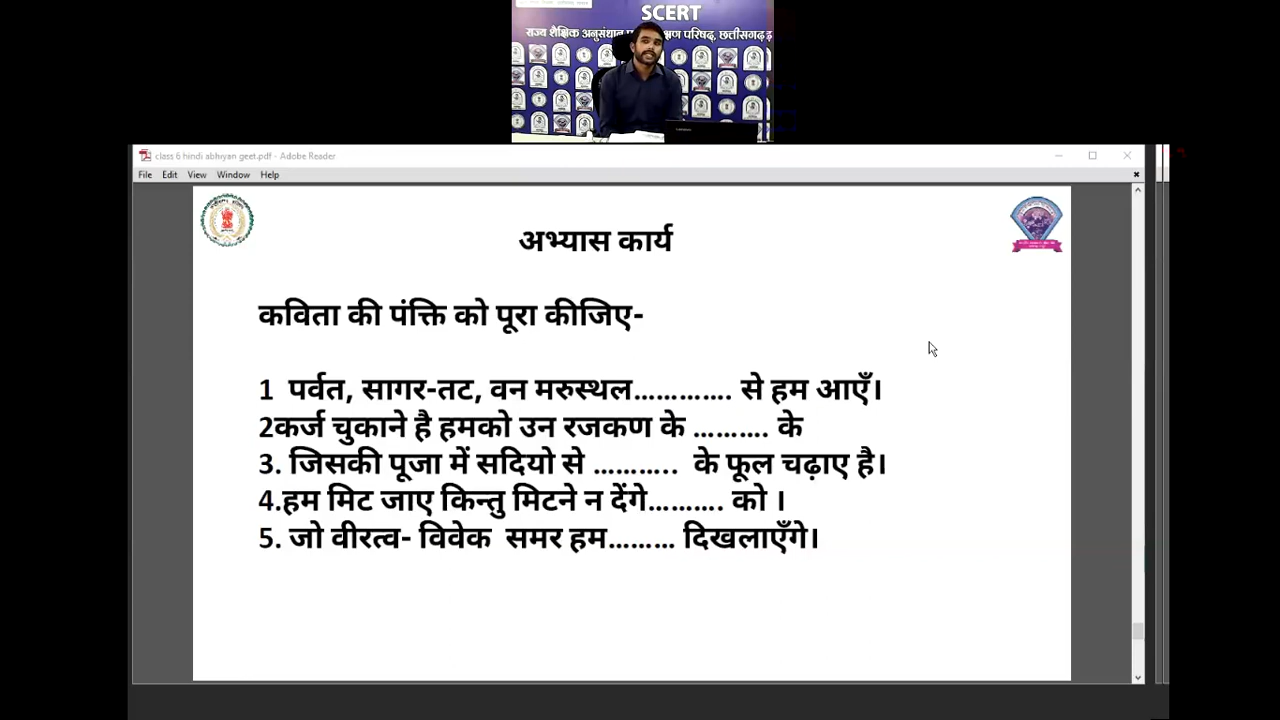 SCERT
राज्य शैक्षिक अनुसंधान
क्षण परिषद्, छत्तीसगढ़
class 6 hindi abhiyan geet.pdf - Adobe Reader
File Edit View Window Help
अभ्यास कार्य
कविता की पंक्ति को पूरा कीजिए-
1 पर्वत, सागर-तट, वन मरुस्थल............. से हम आएँ।
2कर्ज चुकाने है हमको उन रजकण के .......... के
3. जिसकी पूजा में सदियो से ……….. के फूल चढ़ाए है।
4.हम मिट जाए किन्तु मिटने न देंगे………. को ।
5. जो वीरत्व- विवेक समर हम……… दिखलाएँगे।